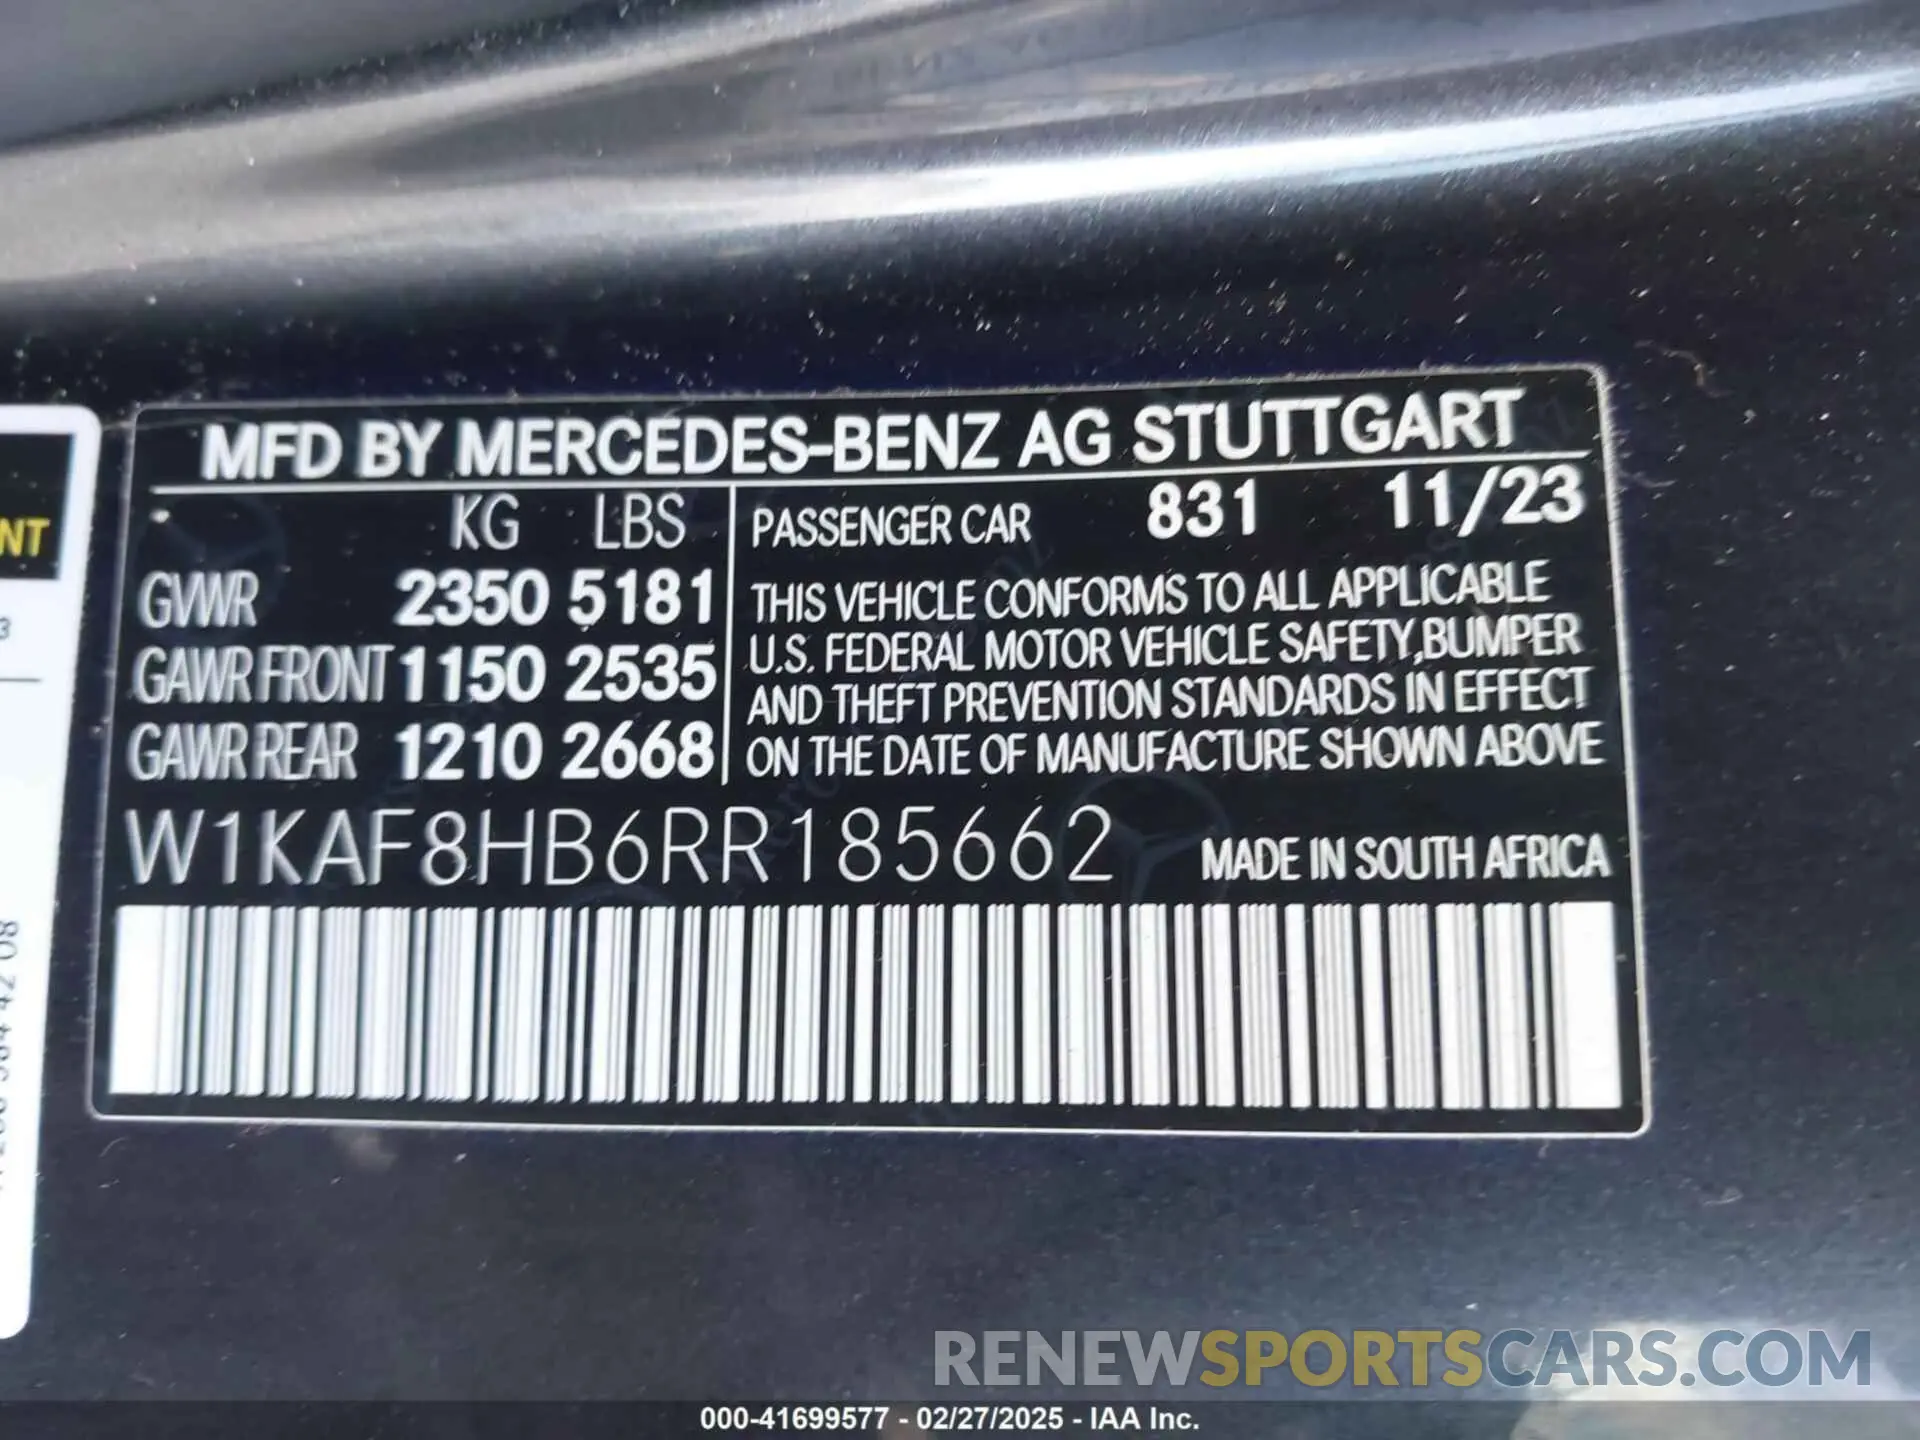 MFD BY MERCEDES-BENZ AG STUTTGART
KG LBS
GVWR 2350 5181
GAWR FRONT 1150 2535
GAWR REAR 1210 2668
PASSENGER CAR 831 11/23
THIS VEHICLE CONFORMS TO ALL APPLICABLE
U.S. FEDERAL MOTOR VEHICLE SAFETY,BUMPER
AND THEFT PREVENTION STANDARDS IN EFFECT
ON THE DATE OF MANUFACTURE SHOWN ABOVE
W1KAF8HB6RR185662 MADE IN SOUTH AFRICA
NT
3
RENEWSPORTSCARS.COM
000-41699577 - 02/27/2025 - IAA Inc.